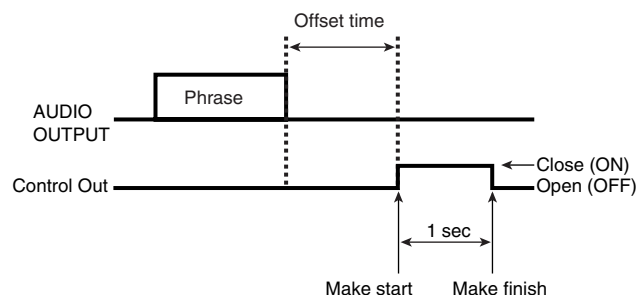 Offset time
Phrase
AUDIO
OUTPUT
Close (ON)
Control Out
Open (OFF)
1 sec
Make start
Make finish